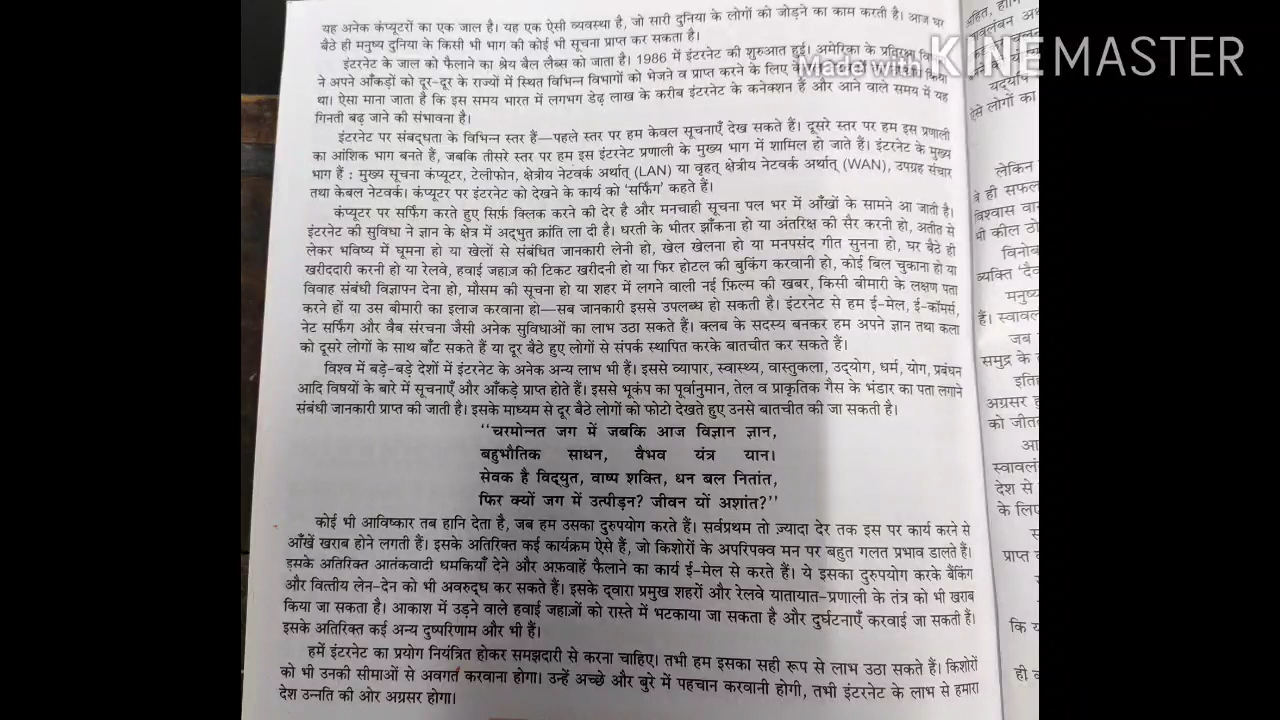 यह अनेक कंप्यूटरों का एक जाल है। यह एक ऐसी व्यवस्था है, जो सारी दुनिया के लोगों को जोड़ने का काम करती है। आज घर
बैठे ही मनुष्य दुनिया के किसी भी भाग की कोई भी सूचना प्राप्त कर सकता है।
इंटरनेट के जाल को फैलाने का श्रेय बैल लैब्स को जाता है। 1986 में इंटरनेट की शुरुआत हुई। अमेरिका के प्रतिरक्षा
ने अपने आँकड़ों को दूर-दूर के राज्यों में स्थित विभिन्न विभागों को भेजने व प्राप्त करने के लिए किया
था। ऐसा माना जाता है कि इस समय भारत में लगभग डेढ़ लाख के करीब इंटरनेट के कनेक्शन हैं और आने वाले समय में यह
गिनती बढ़ जाने की संभावना है।
इंटरनेट पर संबद्धता के विभिन्न स्तर हैं—पहले स्तर पर हम केवल सूचनाएँ देख सकते हैं। दूसरे स्तर पर हम इस प्रणाली
का आंशिक भाग बनते हैं, जबकि तीसरे स्तर पर हम इस इंटरनेट प्रणाली के मुख्य भाग में शामिल हो जाते हैं। इंटरनेट के मुख्य
भाग हैं : मुख्य सूचना कंप्यूटर, टेलीफोन, क्षेत्रीय नेटवर्क अर्थात् (LAN) या वृहत् क्षेत्रीय नेटवर्क अर्थात् (WAN), उपग्रह संचार
तथा केबल नेटवर्क। कंप्यूटर पर इंटरनेट को देखने के कार्य को 'सर्फिंग' कहते हैं।
कंप्यूटर पर सर्फिंग करते हुए सिर्फ़ क्लिक करने की देर है और मनचाही सूचना पल भर में आँखों के सामने आ जाती है।
इंटरनेट की सुविधा ने ज्ञान के क्षेत्र में अद्भुत क्रांति ला दी है। धरती के भीतर झाँकना हो या अंतरिक्ष की सैर करनी हो, अतीत से
लेकर भविष्य में घूमना हो या खेलों से संबंधित जानकारी लेनी हो, खेल खेलना हो या मनपसंद गीत सुनना हो, घर बैठे ही
खरीददारी करनी हो या रेलवे, हवाई जहाज़ की टिकट खरीदनी हो या फिर होटल की बुकिंग करवानी हो, कोई बिल चुकाना हो या
विवाह संबंधी विज्ञापन देना हो, मौसम की सूचना हो या शहर में लगने वाली नई फ़िल्म की खबर, किसी बीमारी के लक्षण पता
करने हों या उस बीमारी का इलाज करवाना हो—सब जानकारी इससे उपलब्ध हो सकती है। इंटरनेट से हम ई-मेल, ई-कॉमर्स,
नेट सर्फिंग और वैब संरचना जैसी अनेक सुविधाओं का लाभ उठा सकते हैं। क्लब के सदस्य बनकर हम अपने ज्ञान तथा कला
को दूसरे लोगों के साथ बाँट सकते हैं या दूर बैठे हुए लोगों से संपर्क स्थापित करके बातचीत कर सकते हैं।
विश्व में बड़े-बड़े देशों में इंटरनेट के अनेक अन्य लाभ भी हैं। इससे व्यापार, स्वास्थ्य, वास्तुकला, उद्योग, धर्म, योग, प्रबंधन
आदि विषयों के बारे में सूचनाएँ और आँकड़े प्राप्त होते हैं। इससे भूकंप का पूर्वानुमान, तेल व प्राकृतिक गैस के भंडार का पता लगाने
संबंधी जानकारी प्राप्त की जाती है। इसके माध्यम से दूर बैठे लोगों को फोटो देखते हुए उनसे बातचीत की जा सकती है।
"चरमोन्नत जग में जबकि आज विज्ञान ज्ञान,
बहुभौतिक साधन, वैभव यंत्र यान।
सेवक है विद्युत, वाष्प शक्ति, धन बल नितांत,
फिर क्यों जग में उत्पीड़न? जीवन यों अशांत?"
कोई भी आविष्कार तब हानि देता है, जब हम उसका दुरुपयोग करते हैं। सर्वप्रथम तो ज़्यादा देर तक इस पर कार्य करने से
आँखें खराब होने लगती हैं। इसके अतिरिक्त कई कार्यक्रम ऐसे हैं, जो किशोरों के अपरिपक्व मन पर बहुत गलत प्रभाव डालते हैं।
इसके अतिरिक्त आतंकवादी धमकियाँ देने और अफ़वाहें फैलाने का कार्य ई-मेल से करते हैं। ये इसका दुरुपयोग करके बैंकिंग
और वित्तीय लेन-देन को भी अवरुद्ध कर सकते हैं। इसके द्वारा प्रमुख शहरों और रेलवे यातायात-प्रणाली के तंत्र को भी खराब
किया जा सकता है। आकाश में उड़ने वाले हवाई जहाज़ों को रास्ते में भटकाया जा सकता है और दुर्घटनाएँ करवाई जा सकती हैं।
इसके अतिरिक्त कई अन्य दुष्परिणाम और भी हैं।
हमें इंटरनेट का प्रयोग नियंत्रित होकर समझदारी से करना चाहिए। तभी हम इसका सही रूप से लाभ उठा सकते हैं। किशोरों
को भी उनकी सीमाओं से अवगत करवाना होगा। उन्हें अच्छे और बुरे में पहचान करवानी होगी, तभी इंटरनेट के लाभ से हमारा
देश उन्नति की ओर अग्रसर होगा।
Made with KINEMASTER
ऐसे लोगों का
लेकिन
वे ही सफल
विश्वास
भी कील
विनोब
व्यक्ति
मनुष्य
हैं।
जब
समुद्र के
अग्रसर
को जीत
आ
देश से
के लिए
प्राप्त
कि